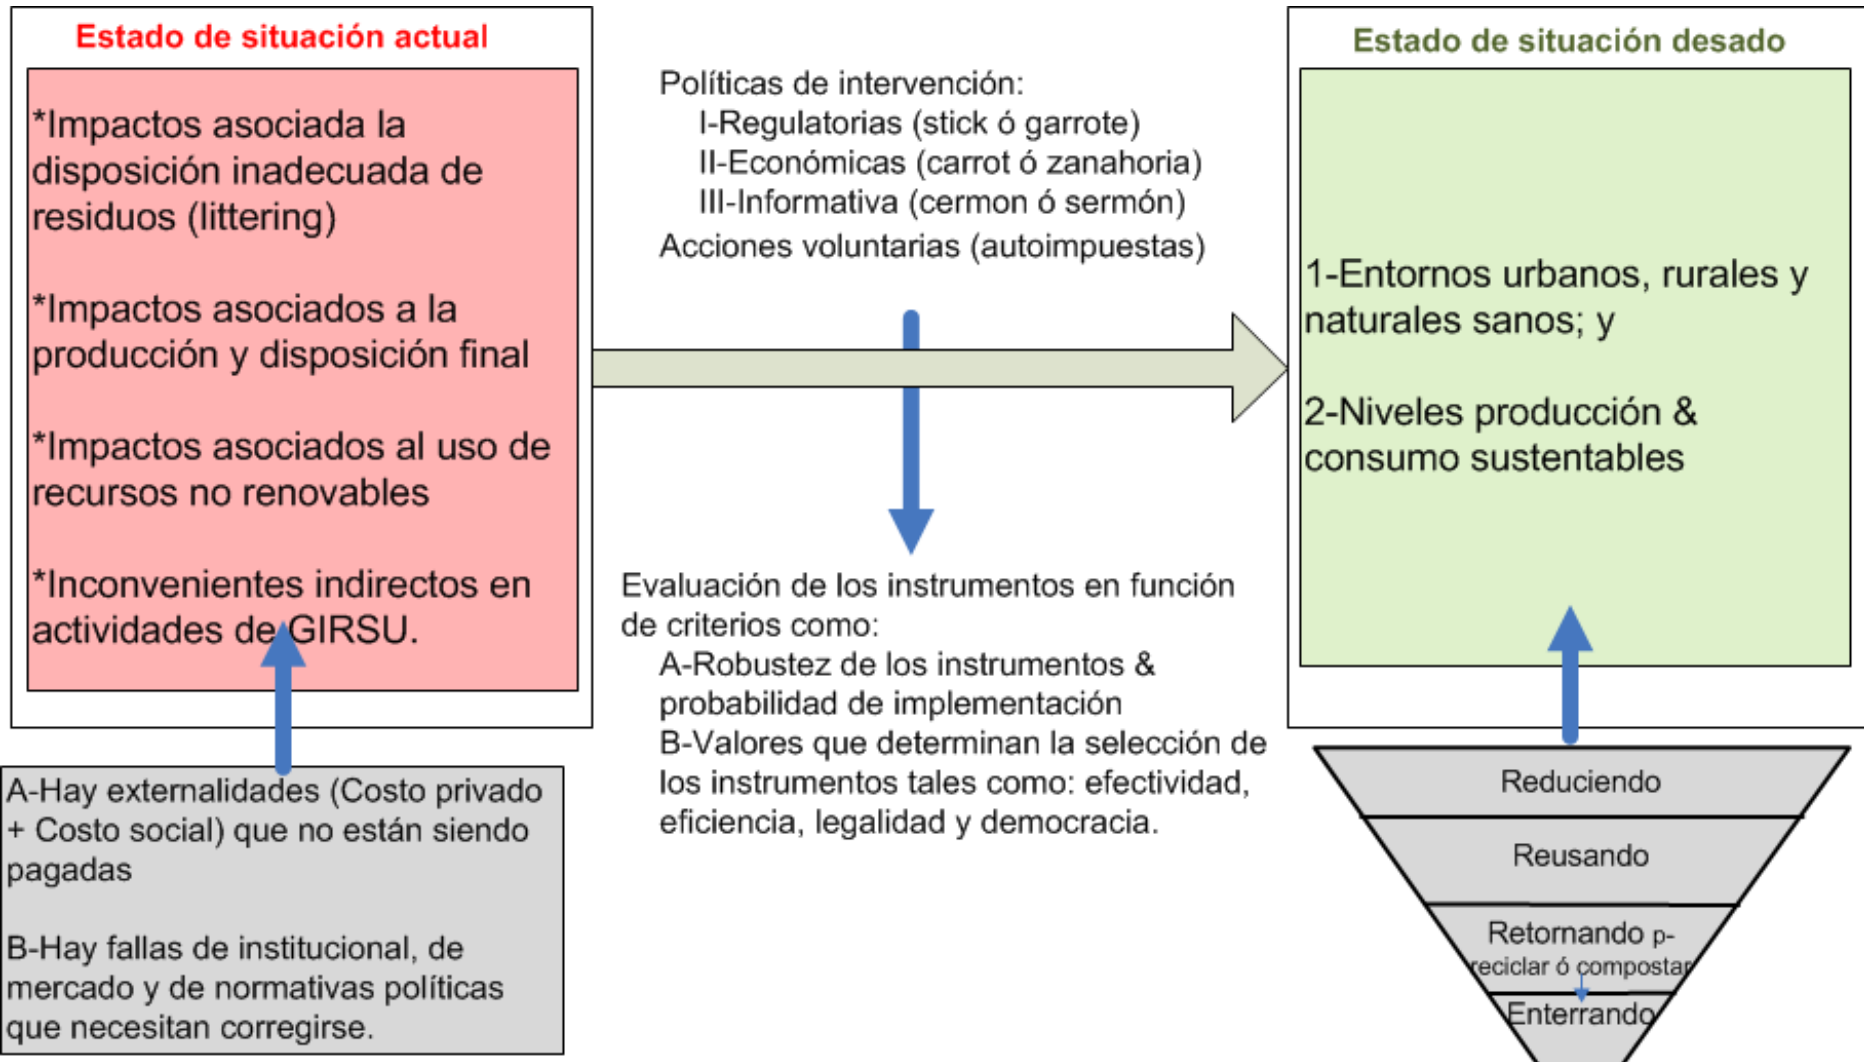 Estado de situación actual
*Impactos asociada la
disposición inadecuada de
residuos (littering)
*Impactos asociados a la
producción y disposición final
*Impactos asociados al uso de
recursos no renovables
*Inconvenientes indirectos en
actividades de GIRSU.
A-Hay externalidades (Costo privado
+ Costo social) que no están siendo
pagadas
B-Hay fallas de institucional, de
mercado y de normativas políticas
que necesitan corregirse.
Políticas de intervención:
I-Regulatorias (stick ó garrote)
II-Económicas (carrot ó zanahoria)
III-Informativa (cermon ó sermón)
Acciones voluntarias (autoimpuestas)
Evaluación de los instrumentos en función
de criterios como:
A-Robustez de los instrumentos &
probabilidad de implementación
B-Valores que determinan la selección de
los instrumentos tales como: efectividad,
eficiencia, legalidad y democracia.
Estado de situación desado
1-Entornos urbanos, rurales y
naturales sanos; y
2-Niveles producción &
consumo sustentables
Reduciendo
Reusando
Retornando p-
reciclar ó compostar
Enterrando